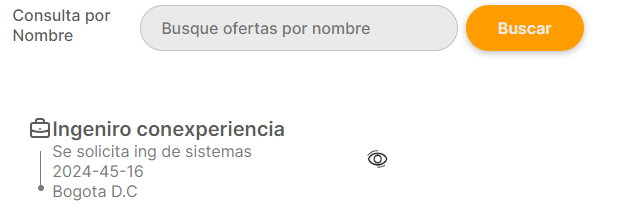 Consulta por
Nombre
Busque ofertas por nombre
Buscar
Ingeniro conexperiencia
Se solicita ing de sistemas
2024-45-16
Bogota D.C